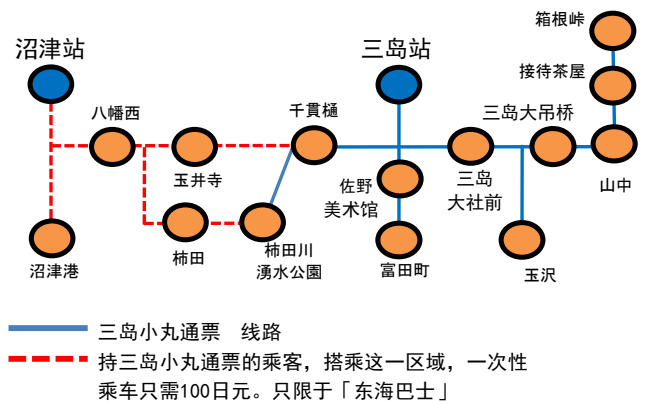 箱根峠
沼津站
三岛站
接待茶屋
八幡西
千貫樋
三岛大吊桥
玉井寺
佐野
美术馆
三岛
大社前
山中
沼津港
柿田
柿田川
湧水公園
富田町
玉沢
三岛小丸通票 线路
持三岛小丸通票的乘客，搭乘这一区域，一次性
乘车只需100日元。只限于「东海巴士」